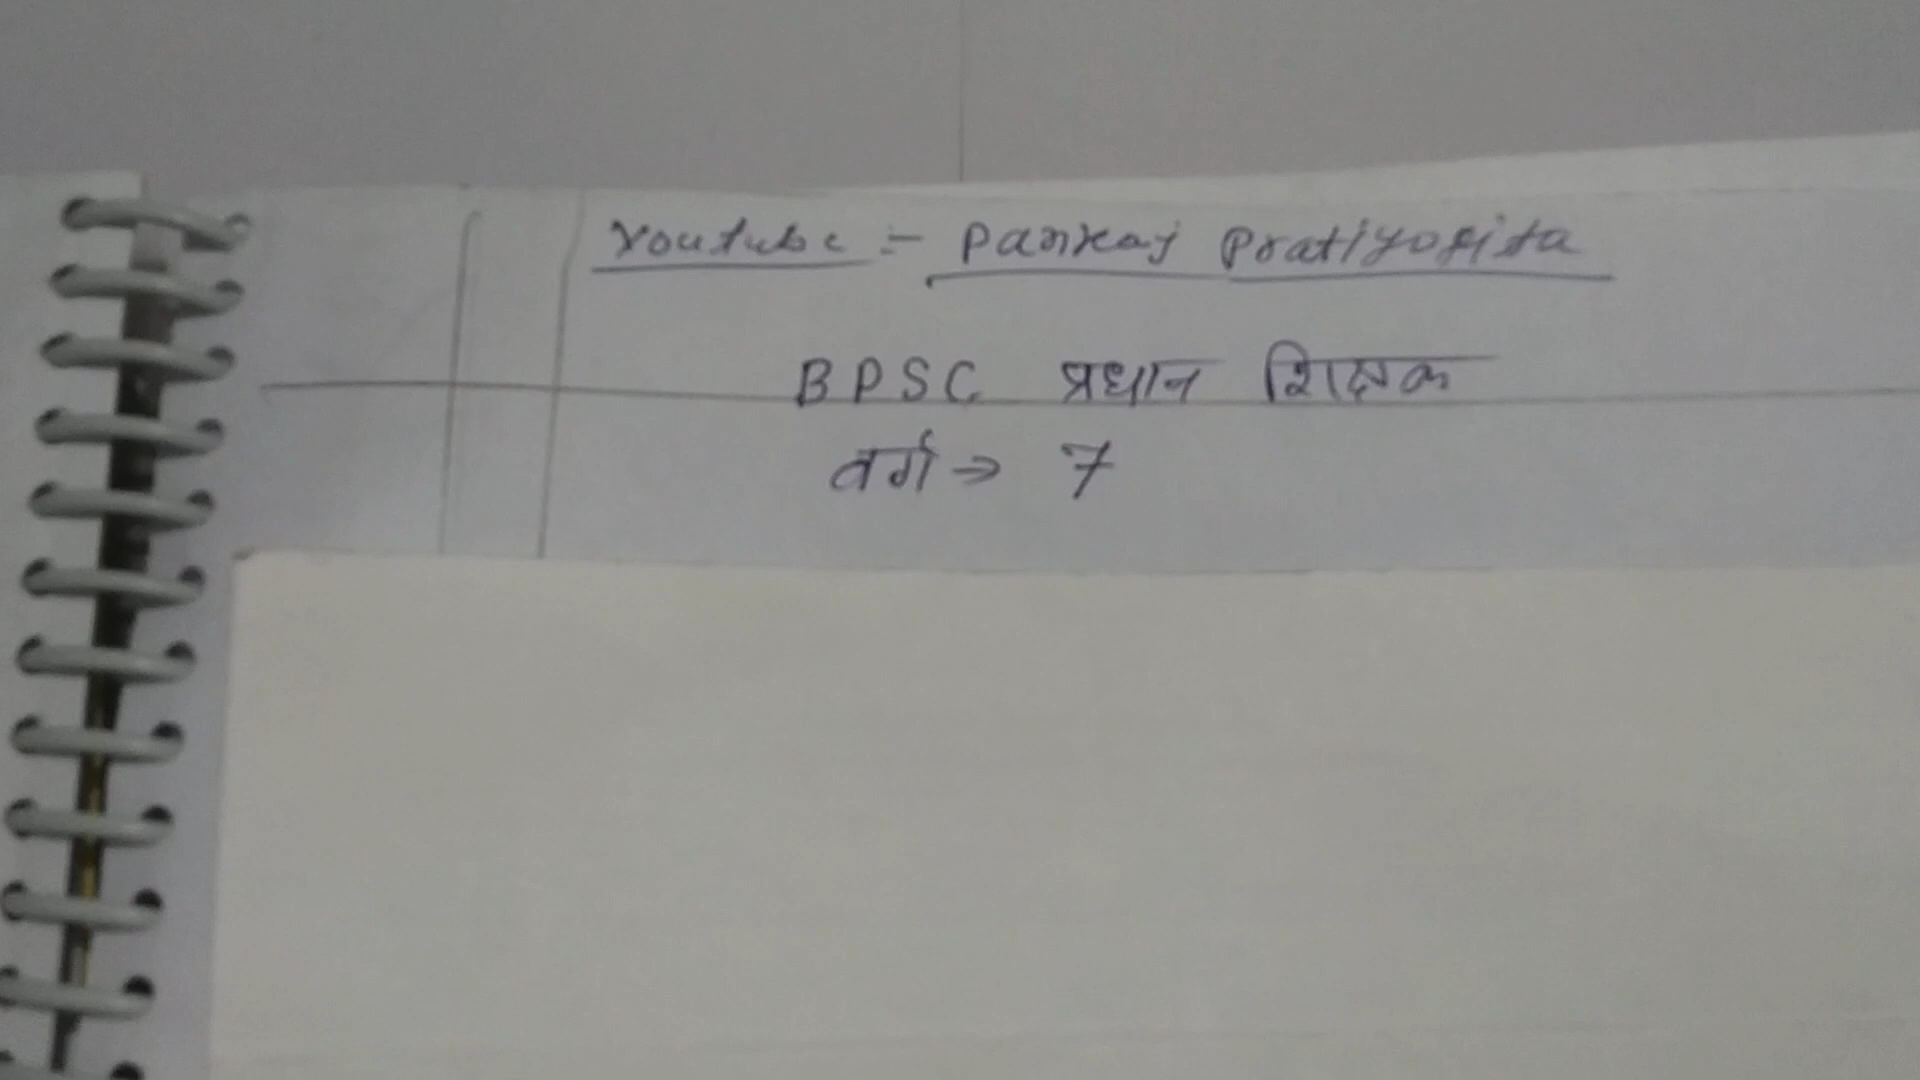 Youtube :- Pankaj Pratiyogita
BPSC प्रधान शिक्षक
वर्ग → 7